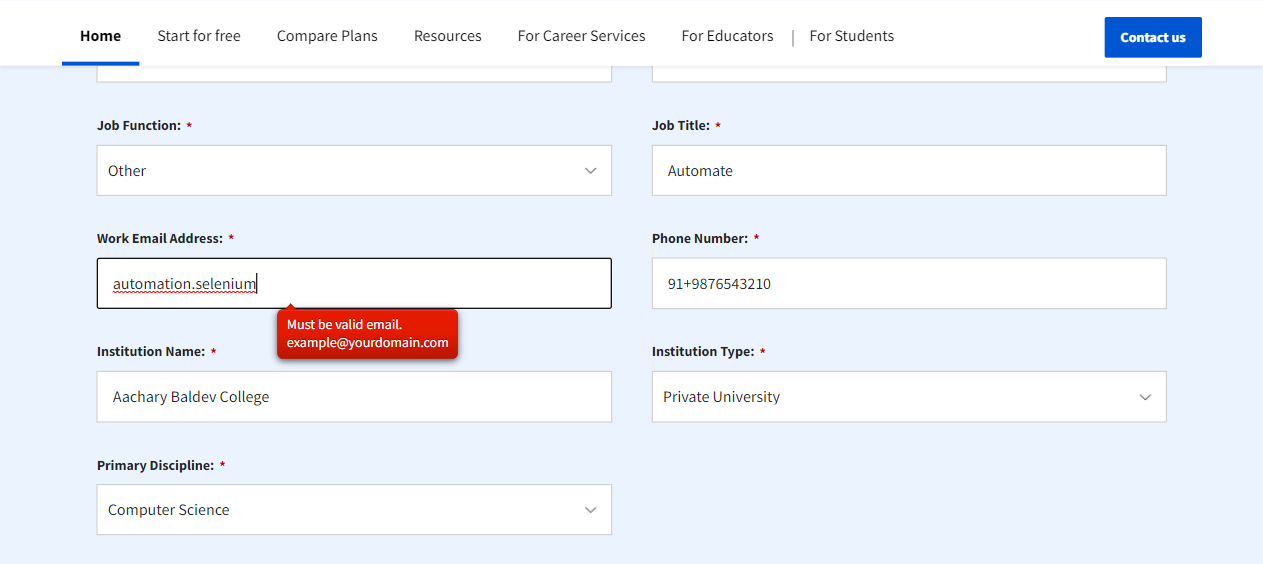 Home Start for free Compare Plans Resources For Career Services For Educators | For Students Contact us
Job Function: * Job Title: *
Other Automate
Work Email Address: * Phone Number: *
automation.selenium 91+9876543210
Must be valid email.
example@yourdomain.com
Institution Name: * Institution Type: *
Aachary Baldev College Private University
Primary Discipline: *
Computer Science